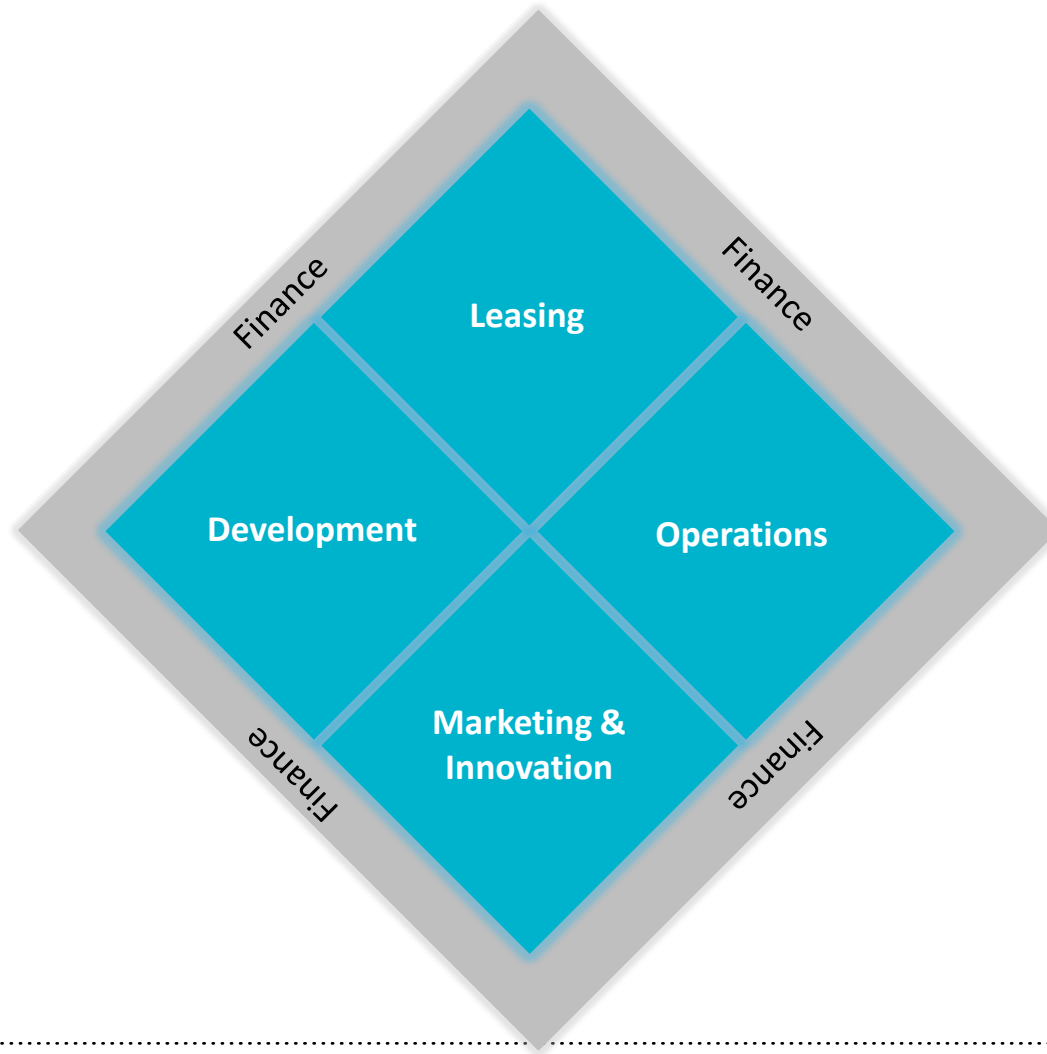 Finance
Finance
Leasing
Development
Operations
Marketing &
Innovation
Finance
Finance